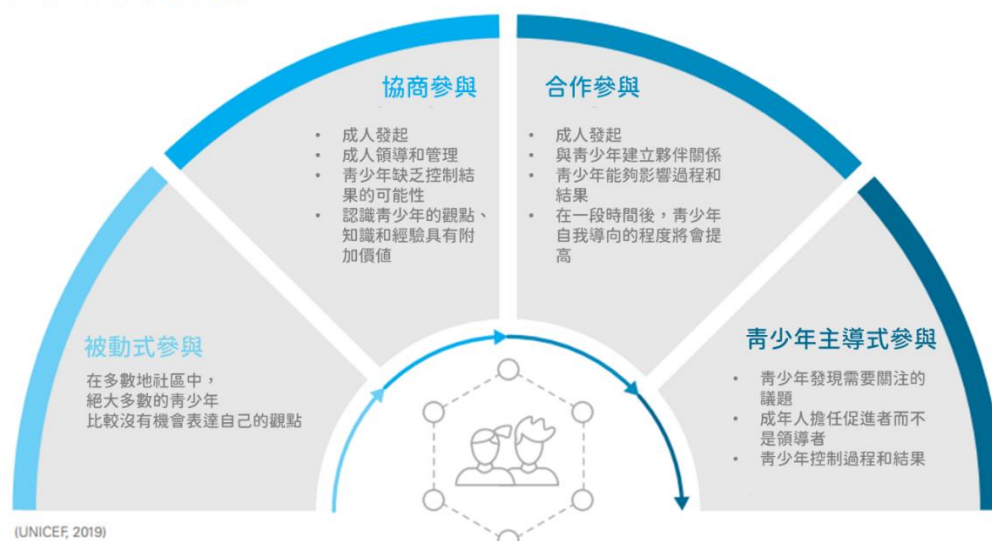 協商參與
• 成人發起
• 成人領導和管理
• 青少年缺乏控制結
果的可能性
• 認識青少年的觀點、
知識和經驗具有附
加價值
合作參與
• 成人發起
• 與青少年建立夥伴關係
• 青少年能夠影響過程和
結果
• 在一段時間後，青少年
自我導向的程度將會提
高
被動式參與
在多數地社區中，
絕大多數的青少年
比較沒有機會表達自己的觀點
青少年主導式參與
• 青少年發現需要關注的
議題
• 成年人擔任促進者而不
是領導者
• 青少年控制過程和結果
(UNICEF, 2019)